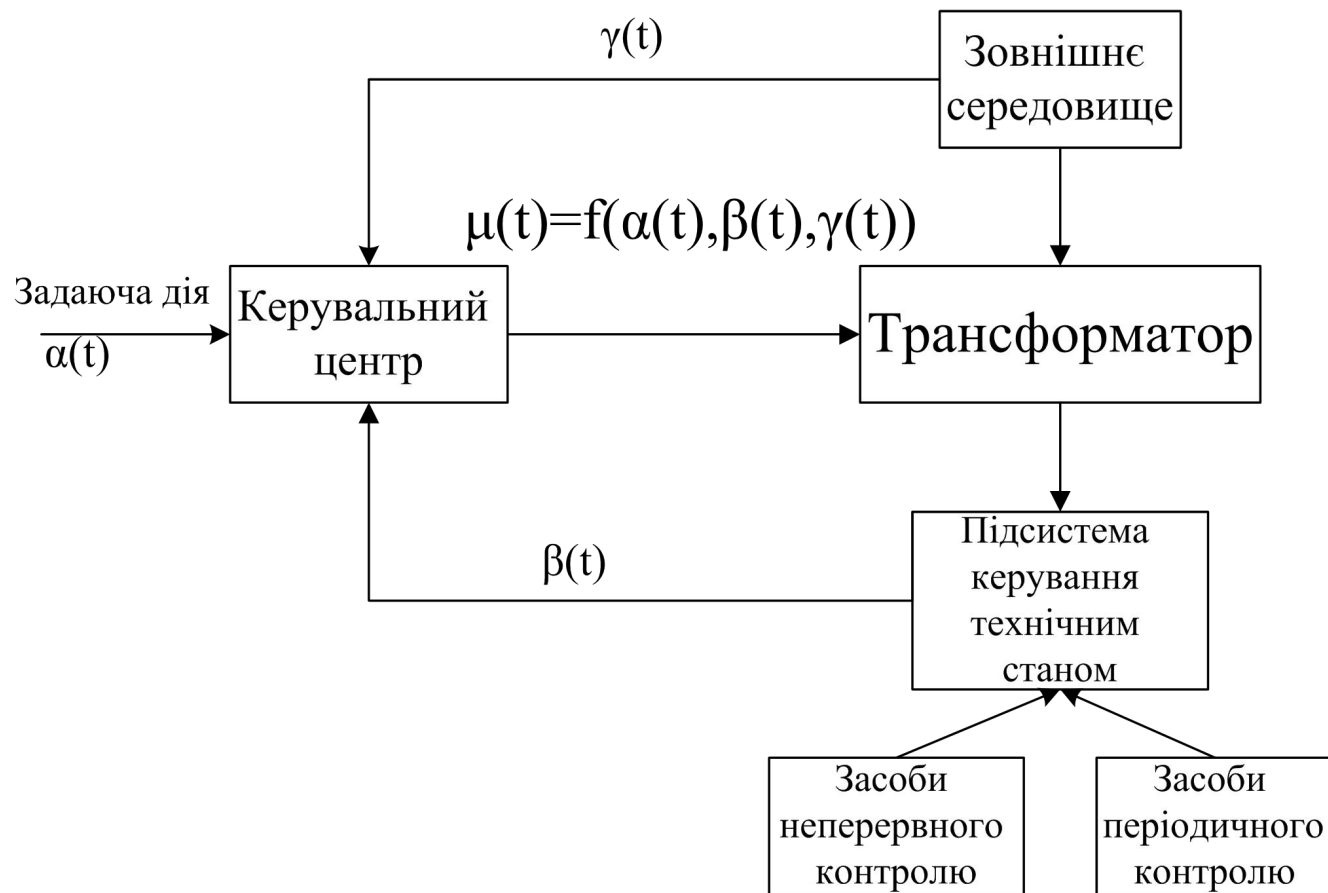 γ(t)
Зовнішнє
середовище
μ(t)=f(α(t),β(t),γ(t))
Задаюча дія
α(t)
Керувальний
центр
Трансформатор
β(t)
Підсистема
керування
технічним
станом
Засоби
неперервного
контролю
Засоби
періодичного
контролю